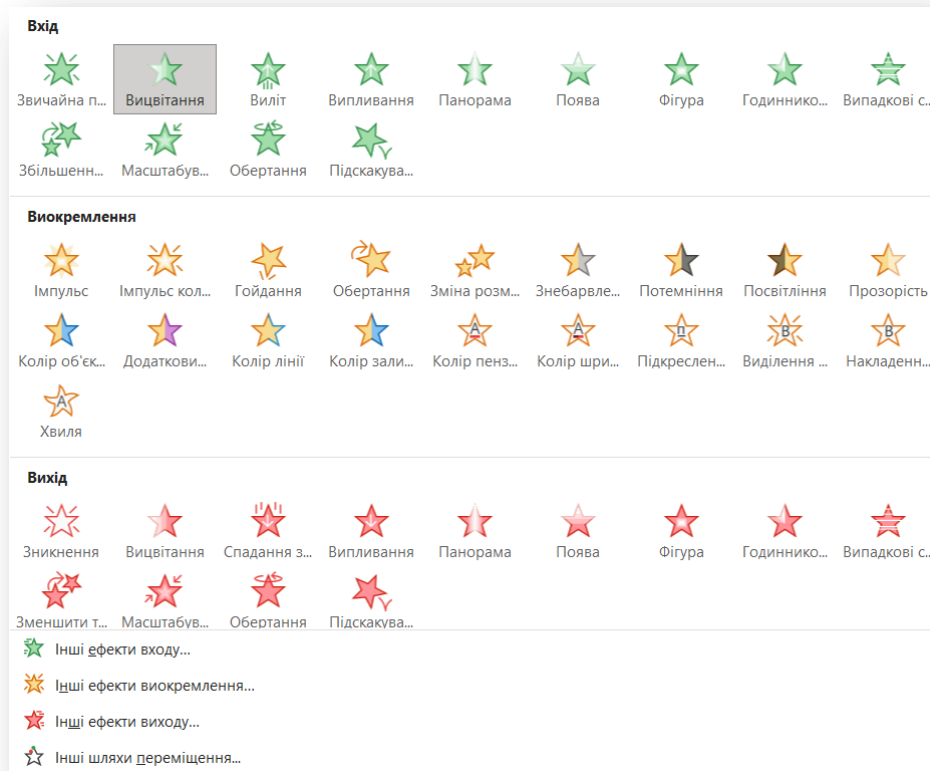 Вхід
Звичайна п... Вицвітання Виліт Випливання Панорама Поява Фігура Годиннико... Випадкові с...
Збільшенн... Масштабув... Обертання Підскакува...
Виокремлення
Імпульс Імпульс кол... Гойдання Обертання Зміна розм... Знебарвле... Потемніння Посвітління Прозорість
Колір об'єк... Додаткови... Колір лінії Колір зали... Колір пенз... Колір шри... Підкреслен... Виділення ... Накладенн...
Хвиля
Вихід
Зникнення Вицвітання Спадання з... Випливання Панорама Поява Фігура Годиннико... Випадкові с...
Зменшити т... Масштабув... Обертання Підскакува...
Інші ефекти входу...
Інші ефекти виокремлення...
Інші ефекти виходу...
Інші шляхи переміщення...